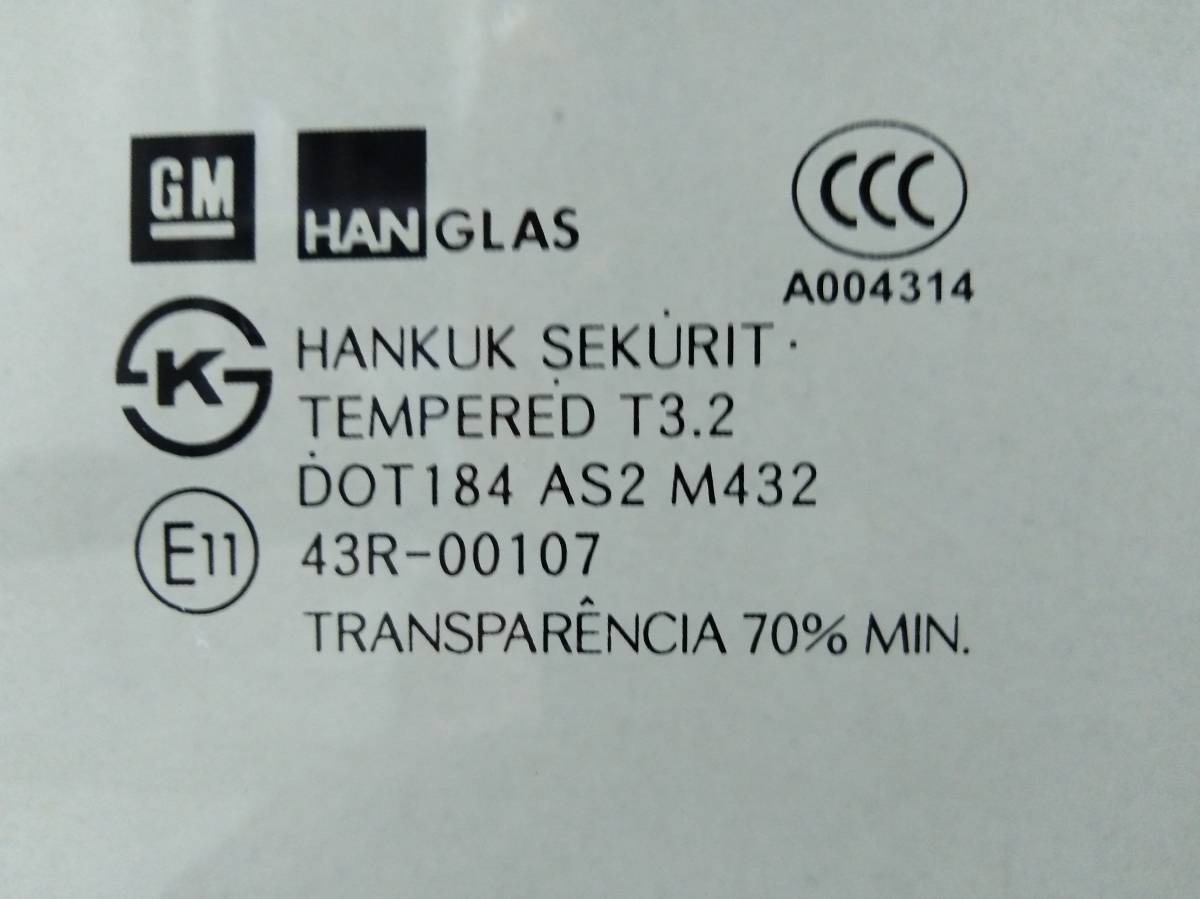 GM
HANGLAS
CCC
A004314
K
HANKUK SEKURIT
TEMPERED T3.2
DOT184 AS2 M432
E11
43R-00107
TRANSPARÊNCIA 70% MIN.